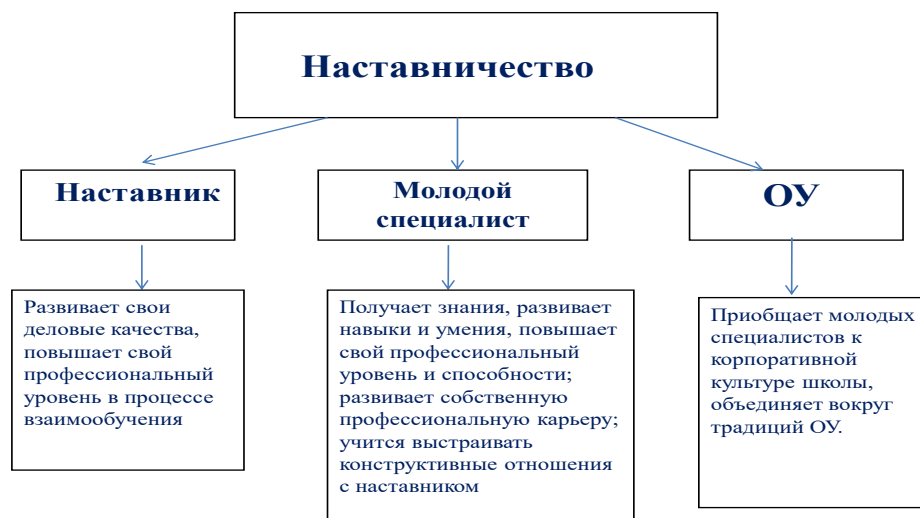 Наставничество
Наставник
Молодой
специалист
ОУ
Развивает свои
деловые качества,
повышает свой
профессиональный
уровень в процессе
взаимообучения
Получает знания, развивает
навыки и умения, повышает
свой профессиональный
уровень и способности;
развивает собственную
профессиональную карьеру;
учится выстраивать
конструктивные отношения
с наставником
Приобщает молодых
специалистов к
корпоративной
культуре школы,
объединяет вокруг
традиций ОУ.